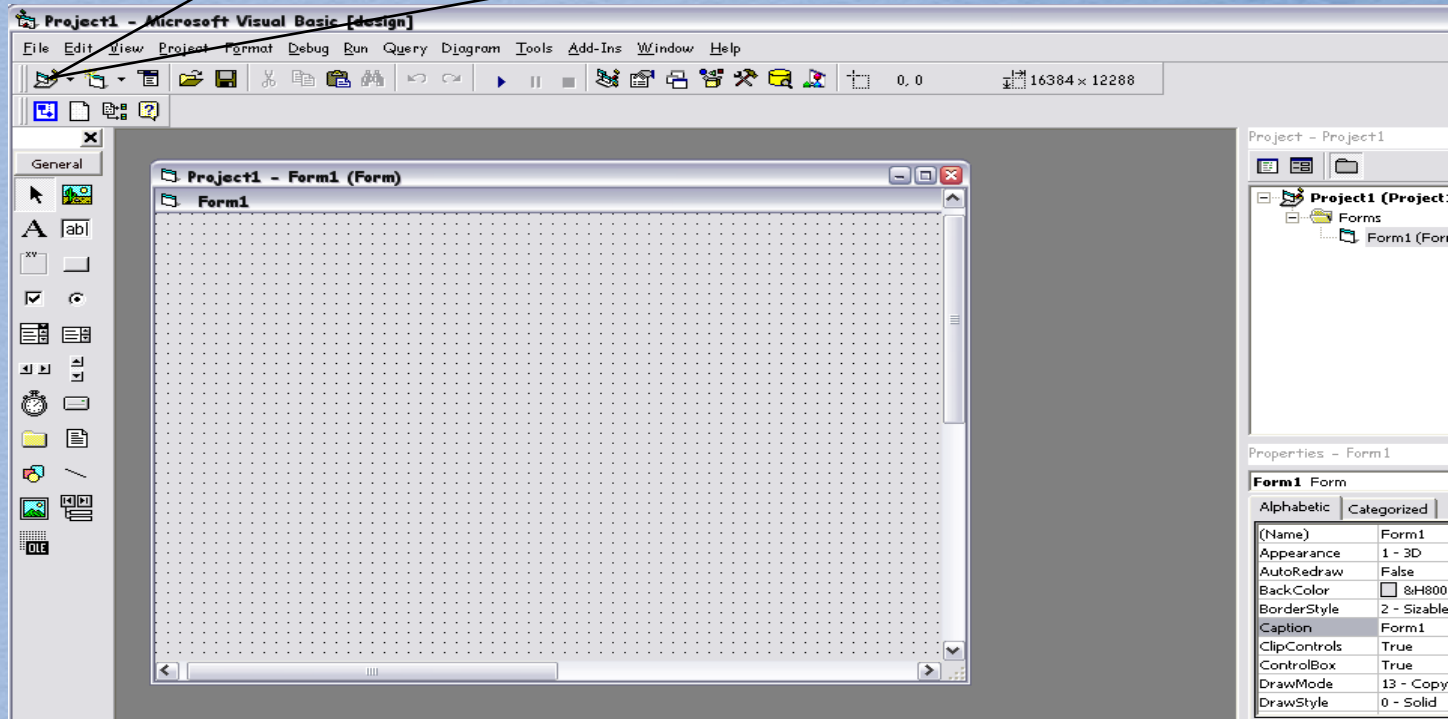 Project1 - Microsoft Visual Basic [design]
File Edit View Project Format Debug Run Query Diagram Tools Add-Ins Window Help
0, 0 16384 x 12288
General
Project1 - Form1 (Form)
Form1
A ab|
xv
OLE
Project - Project1
Project1 (Project1
Forms
Form1 (For
Properties - Form1
Form1 Form
Alphabetic Categorized
(Name) Form1
Appearance 1 - 3D
AutoRedraw False
BackColor &H800
BorderStyle 2 - Sizable
Caption Form1
ClipControls True
ControlBox True
DrawMode 13 - Copy
DrawStyle 0 - Solid